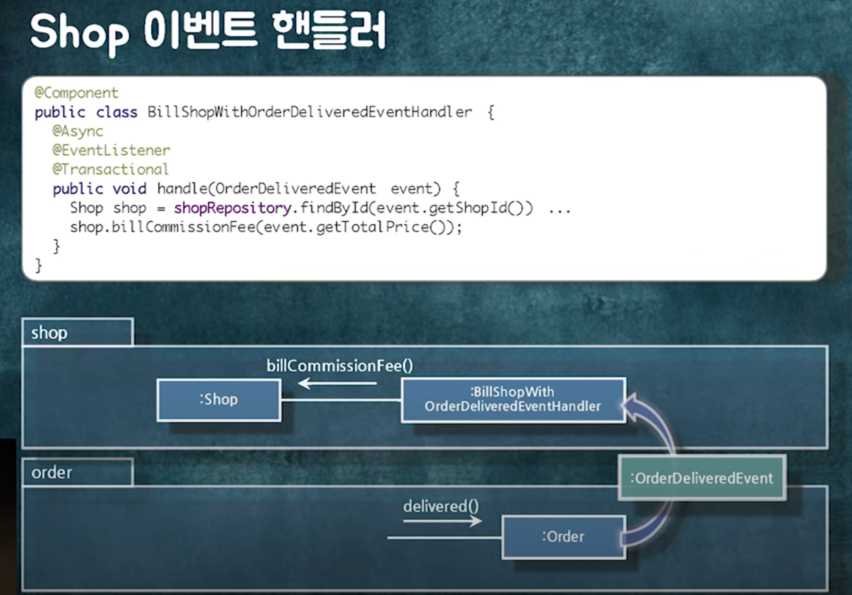 Shop 이벤트 핸들러
@Component
public class BillShopWithOrderDeliveredEventHandler {
@Async
@EventListener
@Transactional
public void handle(OrderDeliveredEvent event) {
Shop shop = shopRepository.findById(event.getShopId()) ...
shop.billCommissionFee(event.getTotalPrice());
}
}
shop
billCommissionFee()
:Shop
:BillShopWith
OrderDeliveredEventHandler
order
:OrderDeliveredEvent
delivered()
:Order